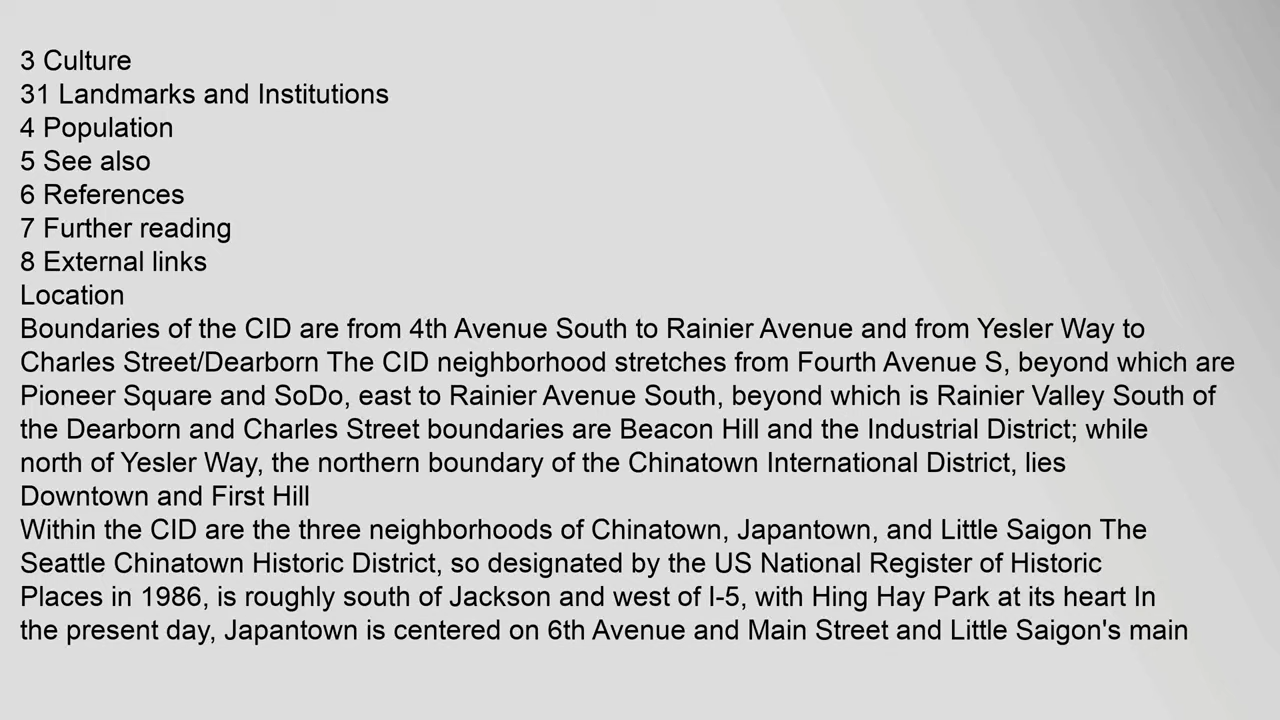 3 Culture
31 Landmarks and Institutions
4 Population
5 See also
6 References
7 Further reading
8 External links
Location
Boundaries of the CID are from 4th Avenue South to Rainier Avenue and from Yesler Way to
Charles Street/Dearborn The CID neighborhood stretches from Fourth Avenue S, beyond which are
Pioneer Square and SoDo, east to Rainier Avenue South, beyond which is Rainier Valley South of
the Dearborn and Charles Street boundaries are Beacon Hill and the Industrial District; while
north of Yesler Way, the northern boundary of the Chinatown International District, lies
Downtown and First Hill
Within the CID are the three neighborhoods of Chinatown, Japantown, and Little Saigon The
Seattle Chinatown Historic District, so designated by the US National Register of Historic
Places in 1986, is roughly south of Jackson and west of I-5, with Hing Hay Park at its heart In
the present day, Japantown is centered on 6th Avenue and Main Street and Little Saigon's main